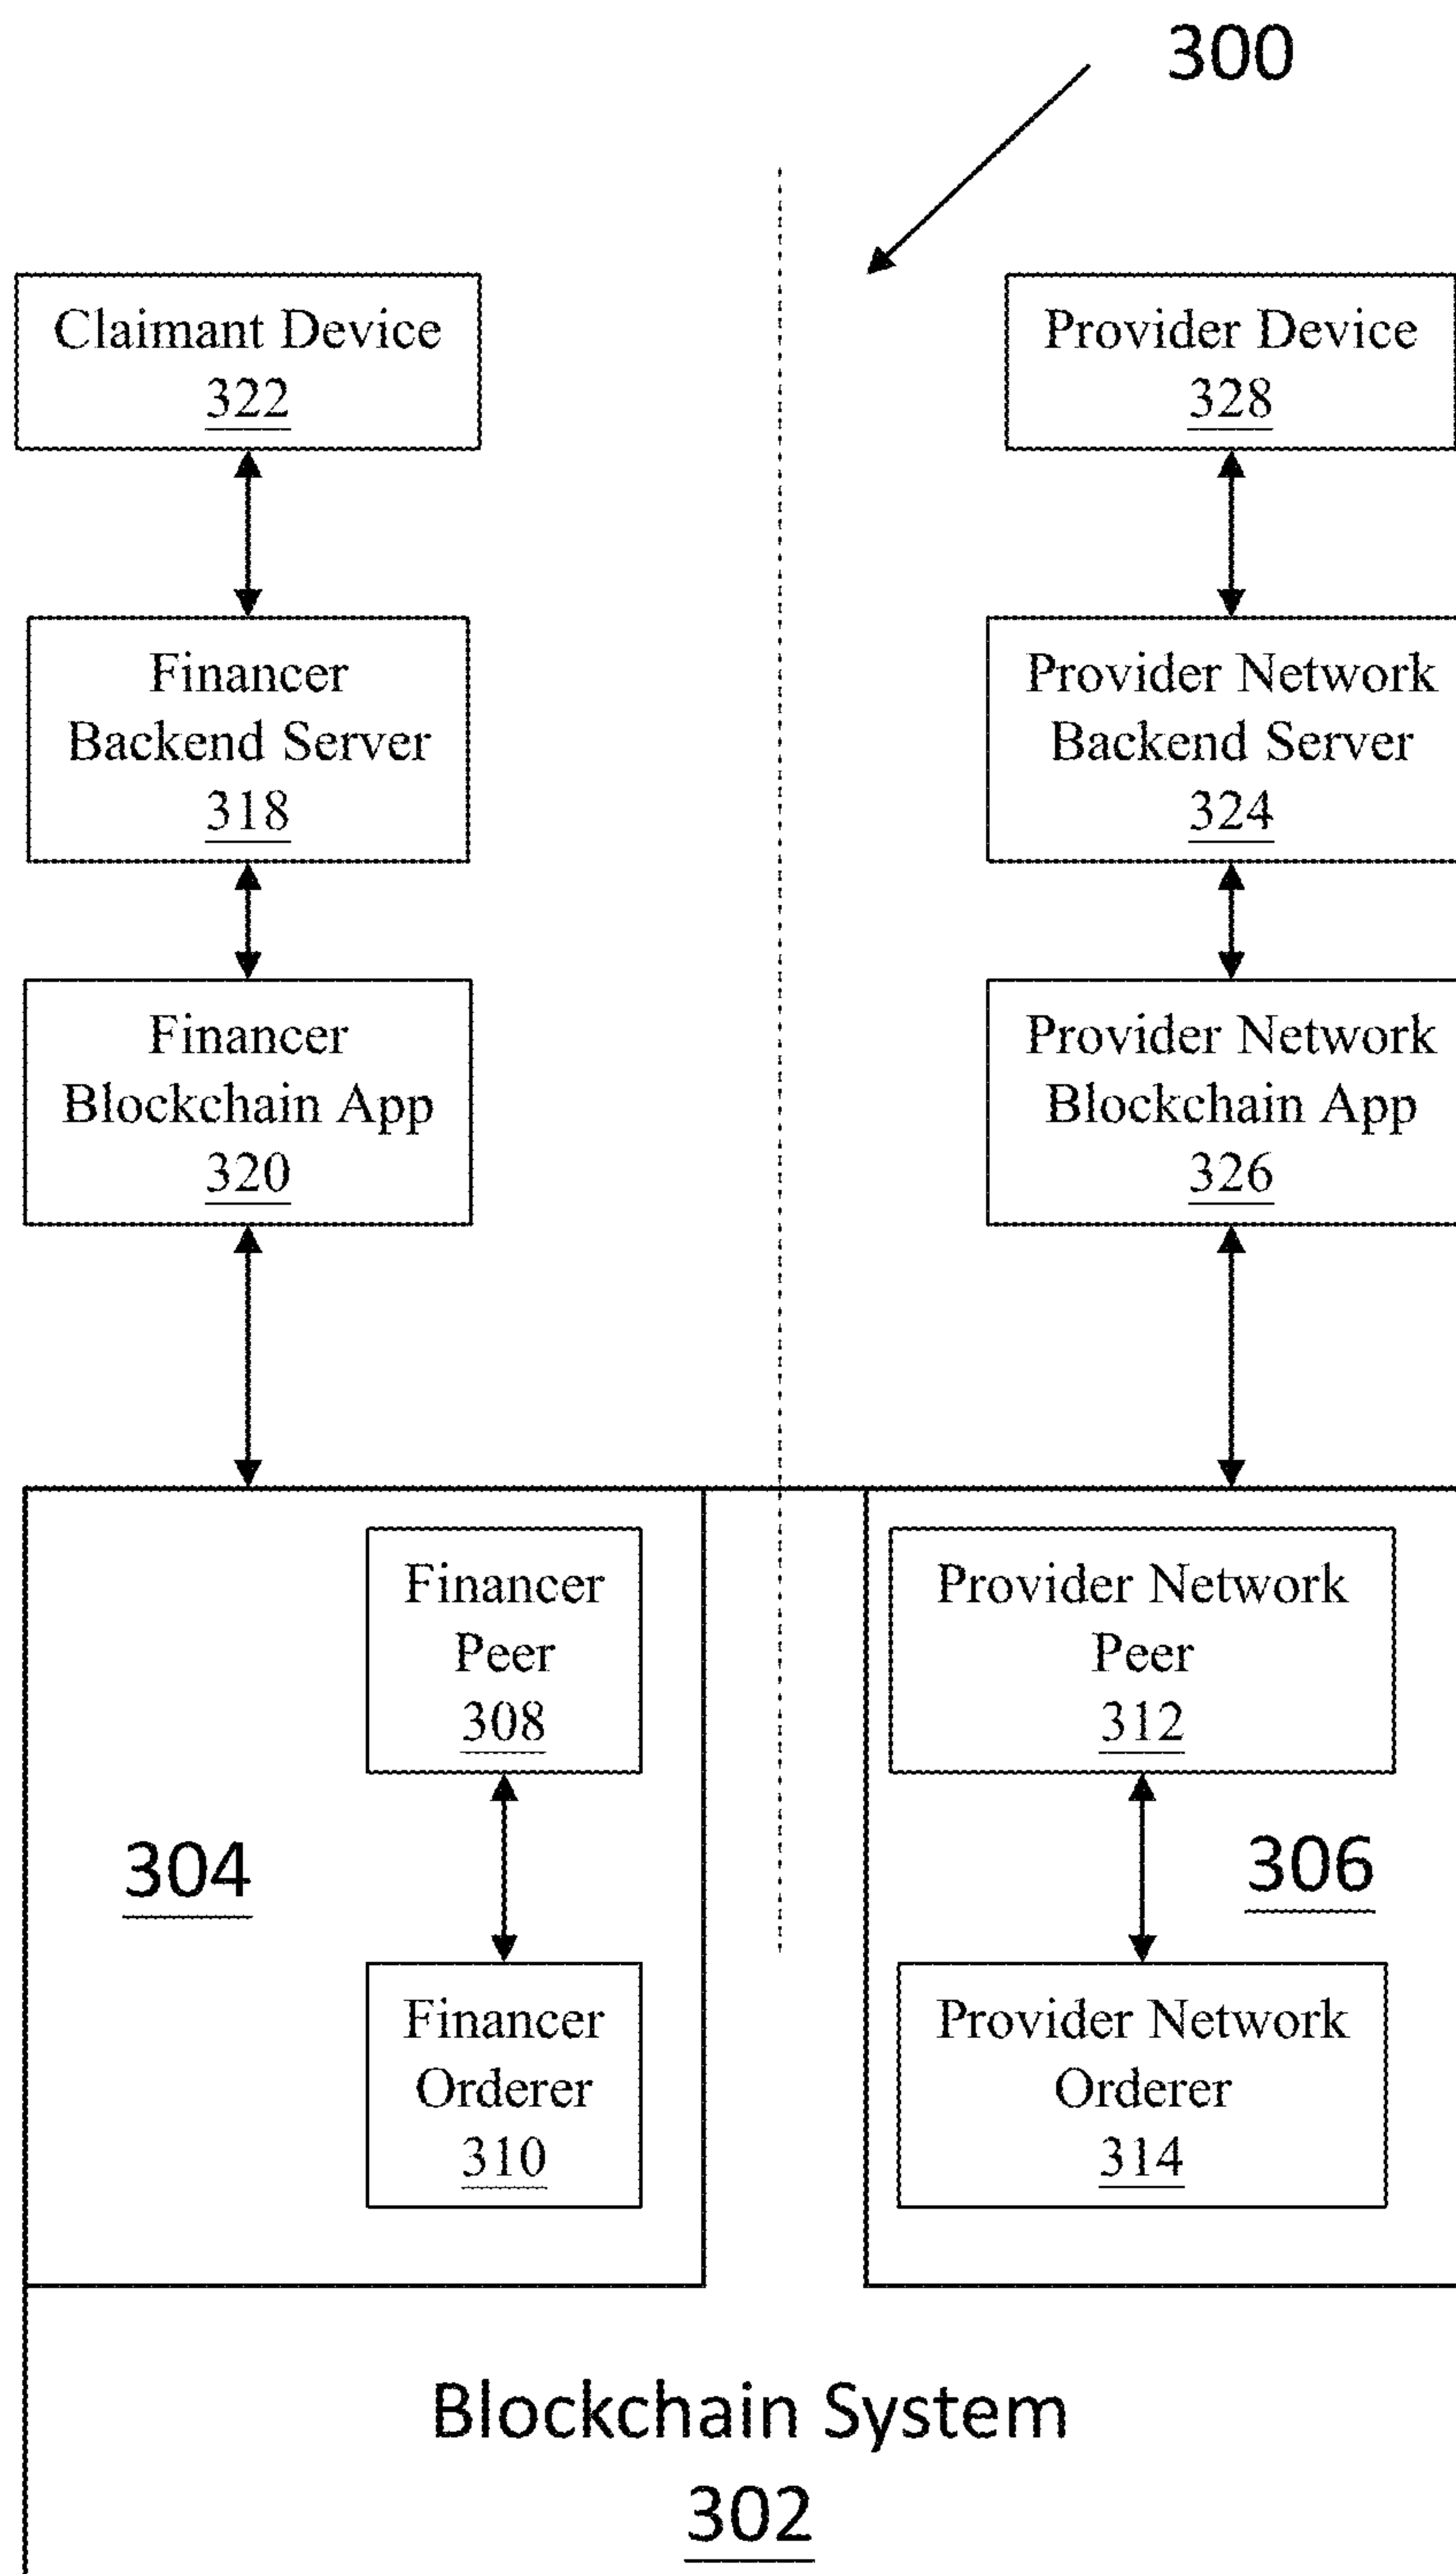 300
Claimant Device
322
Provider Device
328
Financer
Backend Server
318
Provider Network
Backend Server
324
Financer
Blockchain App
320
Provider Network
Blockchain App
326
Financer
Peer
308
Provider Network
Peer
312
304
306
Financer
Orderer
310
Provider Network
Orderer
314
Blockchain System
302